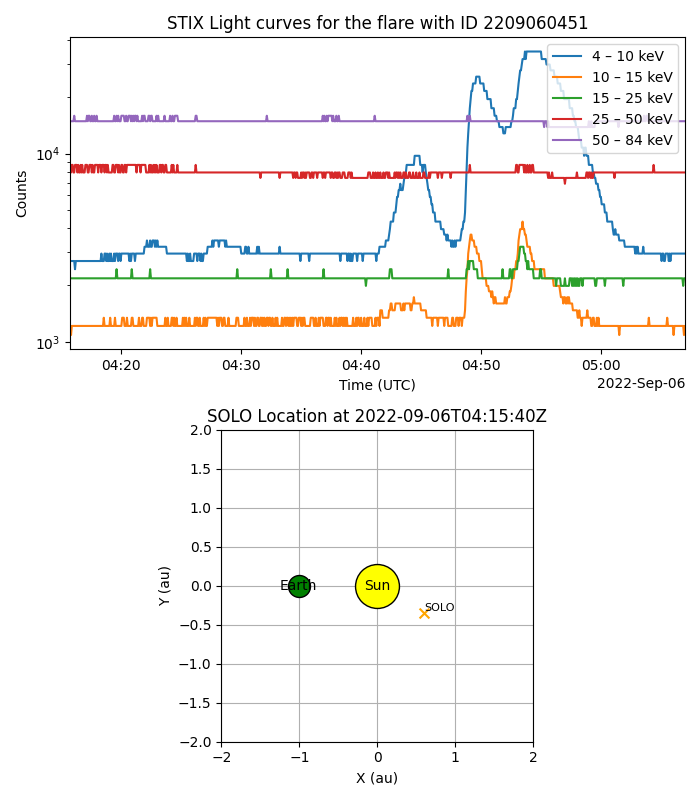 STIX Light curves for the flare with ID 2209060451
4 – 10 keV
10 – 15 keV
15 – 25 keV
25 – 50 keV
50 – 84 keV
10⁴
10³
Counts
04:20 04:30 04:40 04:50 05:00
Time (UTC)
2022-Sep-06
SOLO Location at 2022-09-06T04:15:40Z
2.0
1.5
1.0
0.5
0.0
−0.5
−1.0
−1.5
−2.0
Y (au)
Earth
Sun
SOLO
−2 −1 0 1 2
X (au)